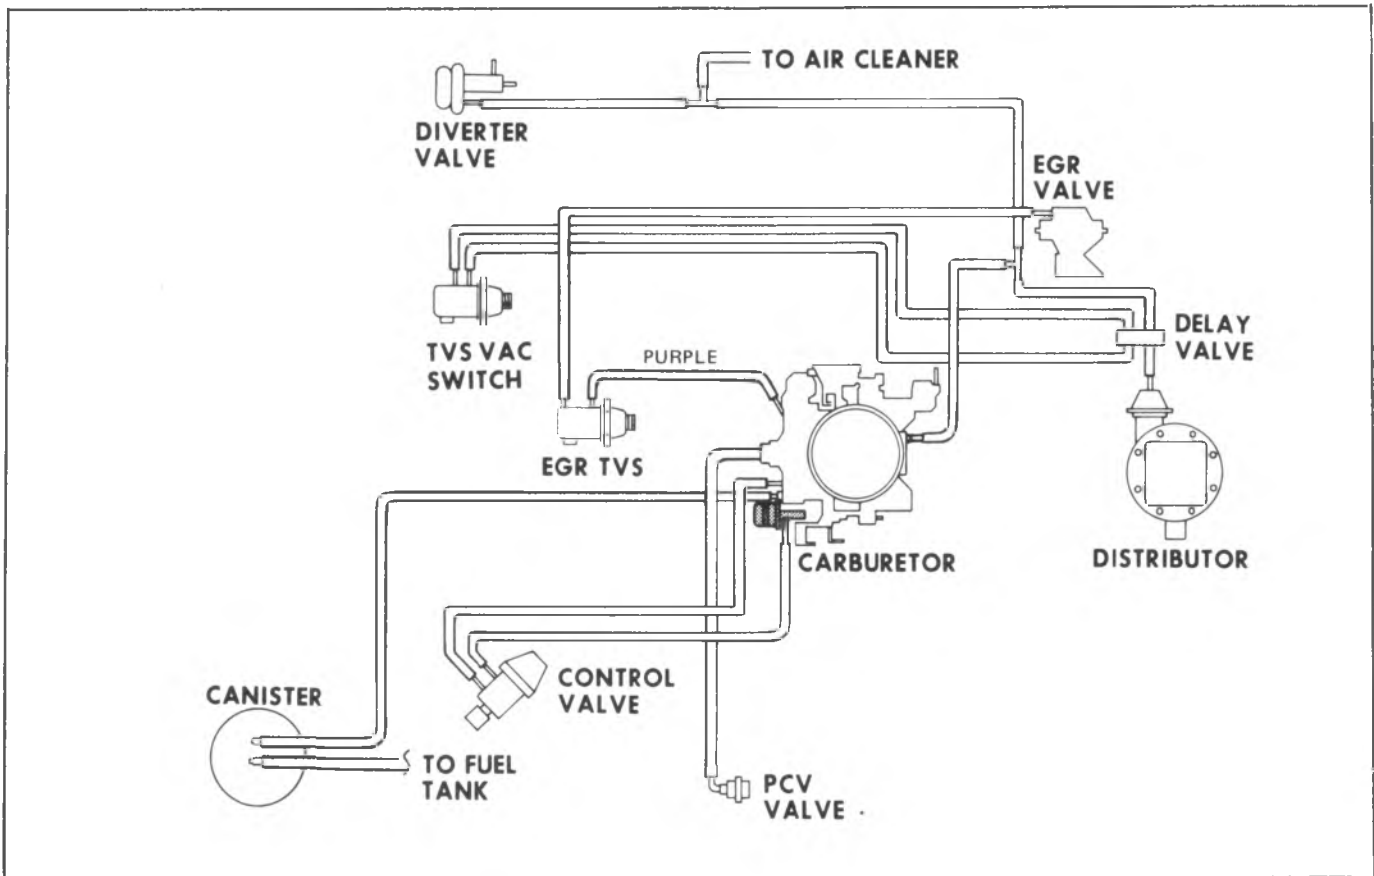 TO AIR CLEANER
DIVERTER
VALVE
EGR
VALVE
TVS VAC
SWITCH
DELAY
VALVE
PURPLE
EGR TVS
CARBURETOR
DISTRIBUTOR
CONTROL
VALVE
CANISTER
TO FUEL
TANK
PCV
VALVE